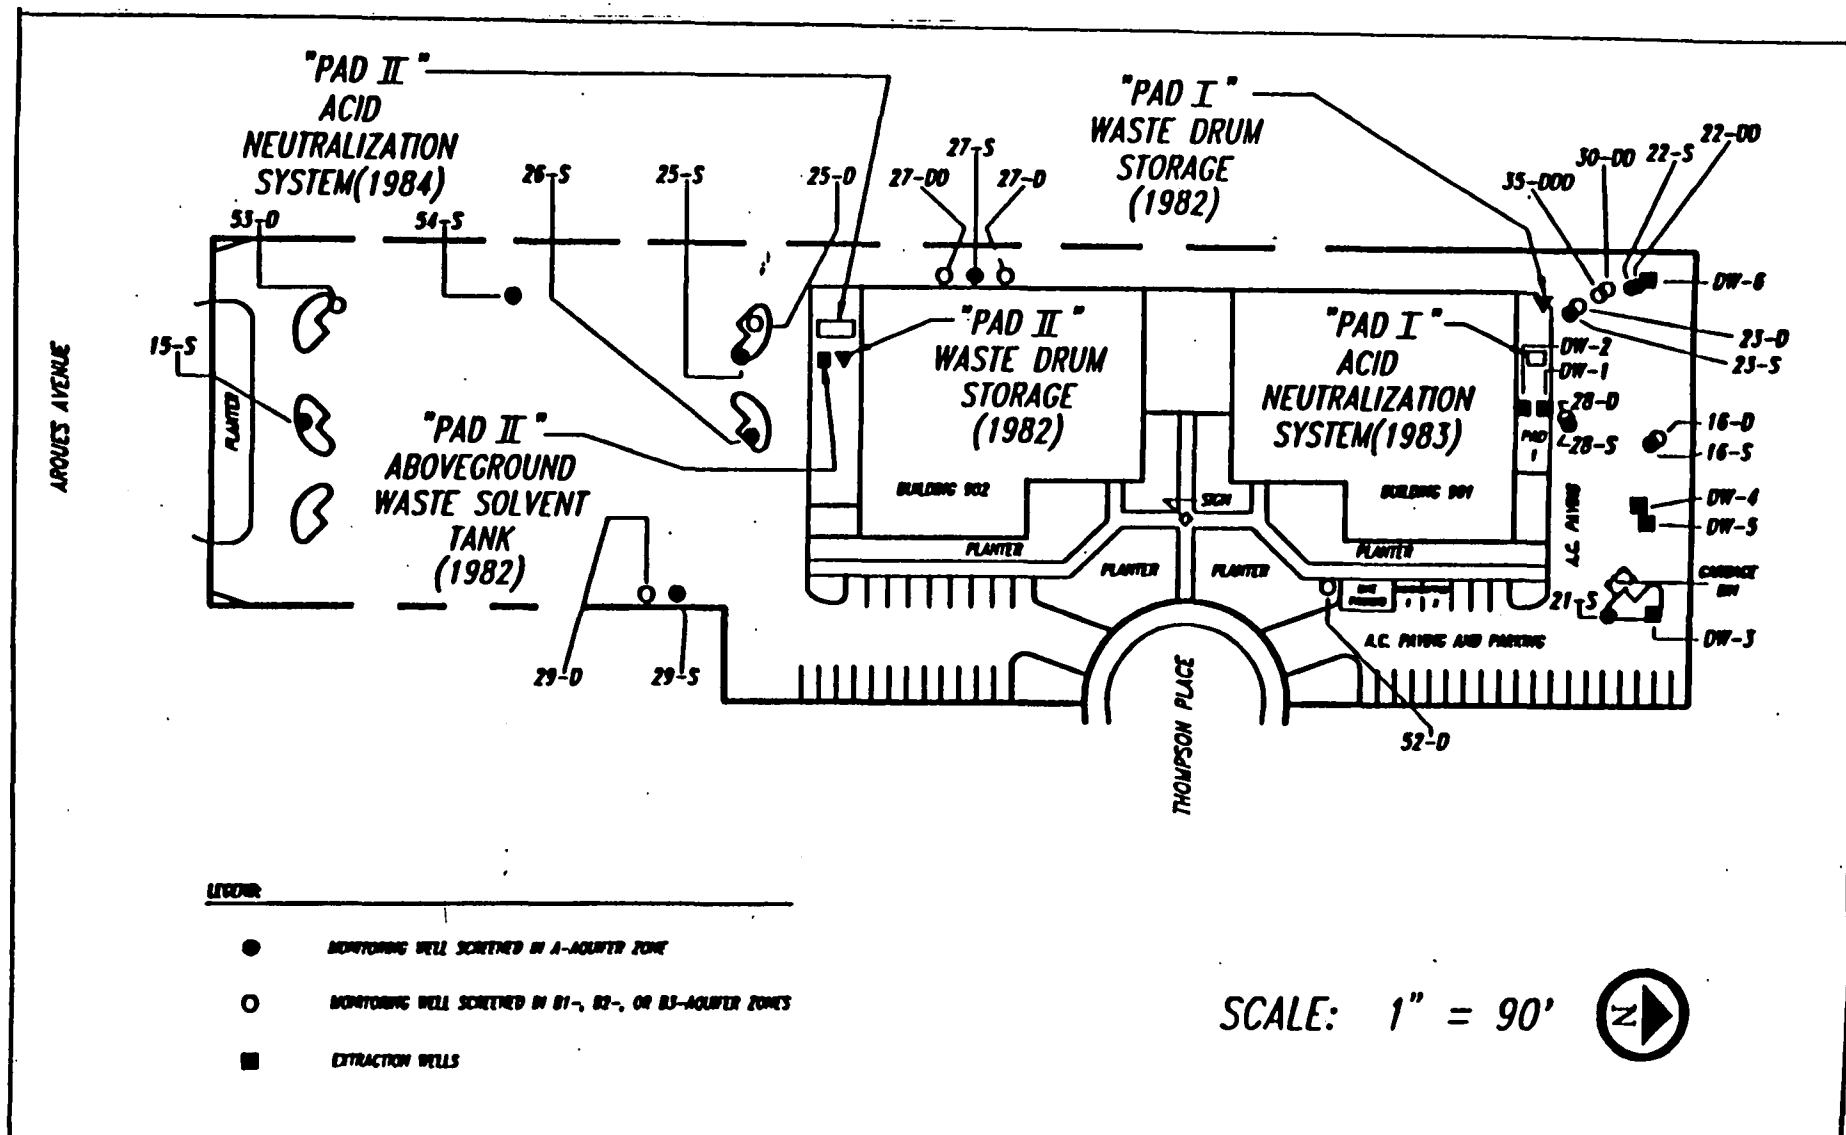 "PAD II"
ACID
NEUTRALIZATION
SYSTEM(1984)
"PAD I"
WASTE DRUM
STORAGE
(1982)
53-D
54-S
26-S
25-S
25-D
27-DD
27-S
27-D
35-DDD
30-DD
22-S
22-DD
DW-6
23-D
23-S
15-S
ARQUES AVENUE
PLANTER
"PAD II"
WASTE DRUM
STORAGE
(1982)
"PAD I"
ACID
NEUTRALIZATION
SYSTEM(1983)
DW-2
DW-1
28-D
28-S
PAD
I
16-D
16-S
DW-4
DW-5
"PAD II"
ABOVEGROUND
WASTE SOLVENT
TANK
(1982)
BUILDING 902
SIGN
BUILDING 901
A.C. PAVING
PLANTER
PLANTER
PLANTER
PLANTER
GARBAGE
BIN
21-S
DW-3
A.C. PAVING AND PARKING
29-D
29-S
THOMPSON PLACE
52-D
LEGEND:
MONITORING WELL SCREENED IN A-AQUIFER ZONE
MONITORING WELL SCREENED IN B1-, B2-, OR B3-AQUIFER ZONES
EXTRACTION WELLS
SCALE: 1" = 90'
N